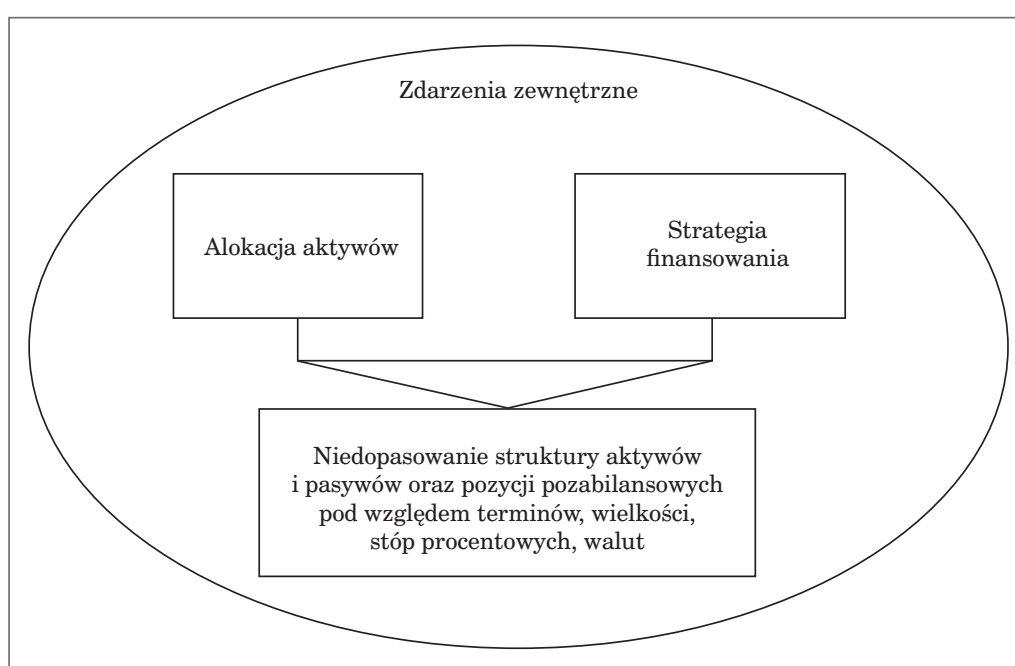 Zdarzenia zewnętrzne
Alokacja aktywów
Strategia
finansowania
Niedopasowanie struktury aktywów
i pasywów oraz pozycji pozabilansowych
pod względem terminów, wielkości,
stóp procentowych, walut